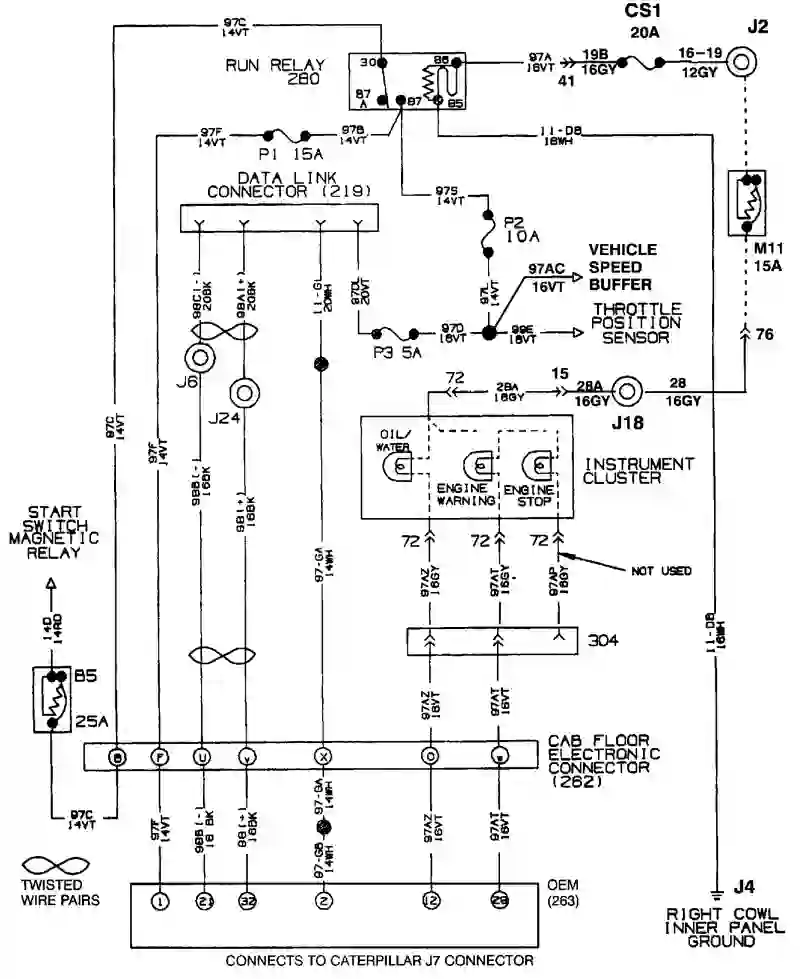 CS1
20A
J2
97C
14VT
RUN RELAY
280
30
86
87
A
87
85
97A
16VT
41
19B
16GY
16-19
12GY
97F
14VT
P1 15A
97B
14VT
11-D8
16WH
DATA LINK
CONNECTOR (219)
97S
14VT
P2
10A
M11
15A
98C(-)
20BK
98A(+)
20BK
11-GL
20WH
97DL
20VT
97L
14VT
97AC
16VT
VEHICLE
SPEED
BUFFER
THROTTLE
POSITION
SENSOR
P3 5A
97D
16VT
99E
16VT
76
J6
J24
72
28A
16GY
15
28A
16GY
J18
28
16GY
97C
14VT
97F
14VT
98B(-)
16BK
98(+)
16BK
OIL/
WATER
ENGINE
WARNING
ENGINE
STOP
INSTRUMENT
CLUSTER
START
SWITCH
MAGNETIC
RELAY
72
72
72
NOT USED
97-GA
14WH
97AZ
16GY
97AT
16GY
97AP
16GY
14D
14RD
304
11-D8
16WH
B5
25A
97AZ
16VT
97AT
16VT
CAB FLOOR
ELECTRONIC
CONNECTOR
(262)
B
F
U
V
X
O
W
97C
14VT
97F
14VT
98B(-)
16 BK
98(+)
16BK
97-GA
14WH
97-GB
14WH
97AZ
16VT
97AT
16VT
TWISTED
WIRE PAIRS
1
21
32
2
12
29
OEM
(263)
J4
RIGHT COWL
INNER PANEL
GROUND
CONNECTS TO CATERPILLAR J7 CONNECTOR